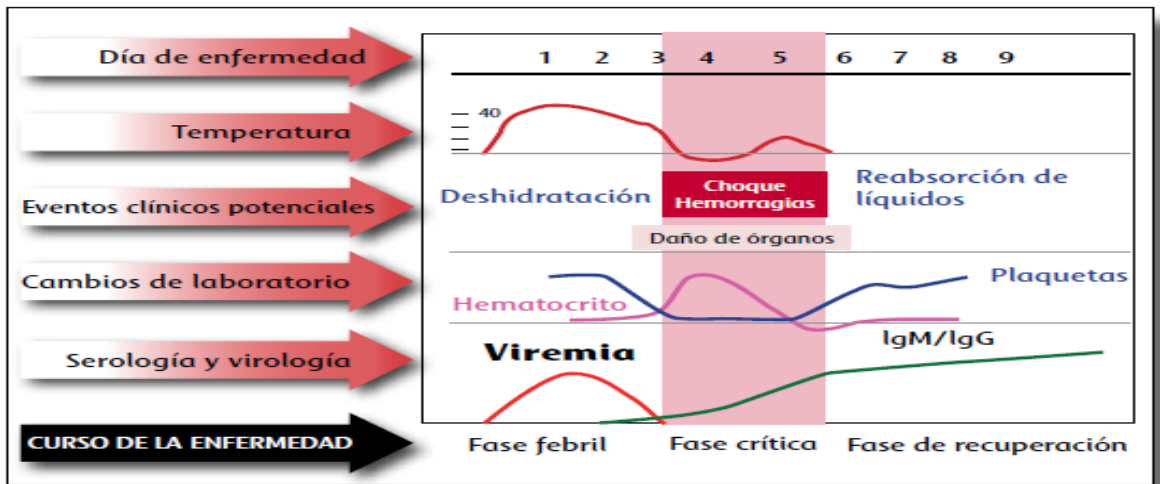 Día de enfermedad
1 2 3 4 5 6 7 8 9
Temperatura
40
Eventos clínicos potenciales
Deshidratación
Choque
Hemorragias
Reabsorción de
líquidos
Daño de órganos
Cambios de laboratorio
Hematocrito
Plaquetas
Serología y virología
Viremia
IgM/IgG
CURSO DE LA ENFERMEDAD
Fase febril
Fase crítica
Fase de recuperación